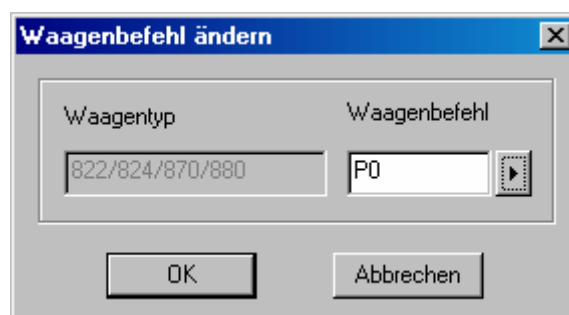 Waagenbefehl ändern
Waagentyp Waagenbefehl
822/824/870/880 P0
OK Abbrechen